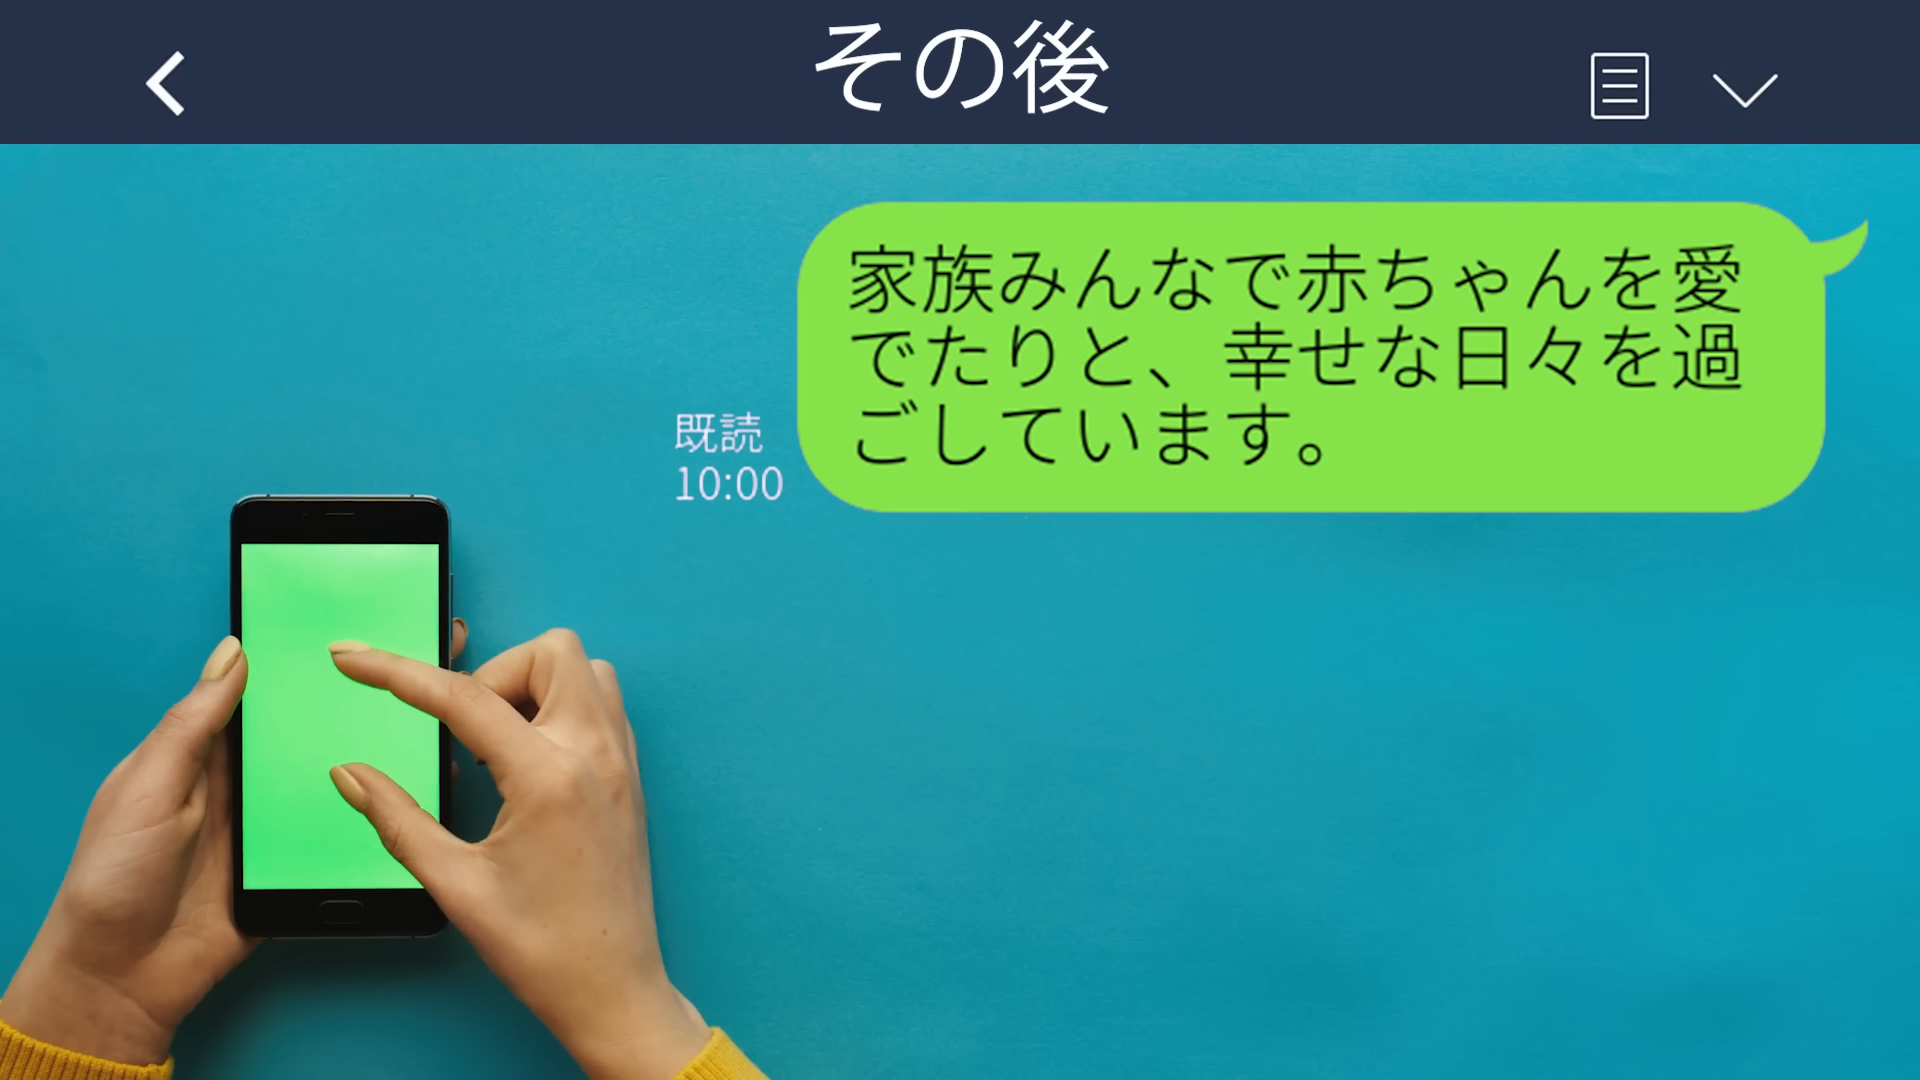 その後
家族みんなで赤ちゃんを愛
でたりと、幸せな日々を過
ごしています。
既読
10:00